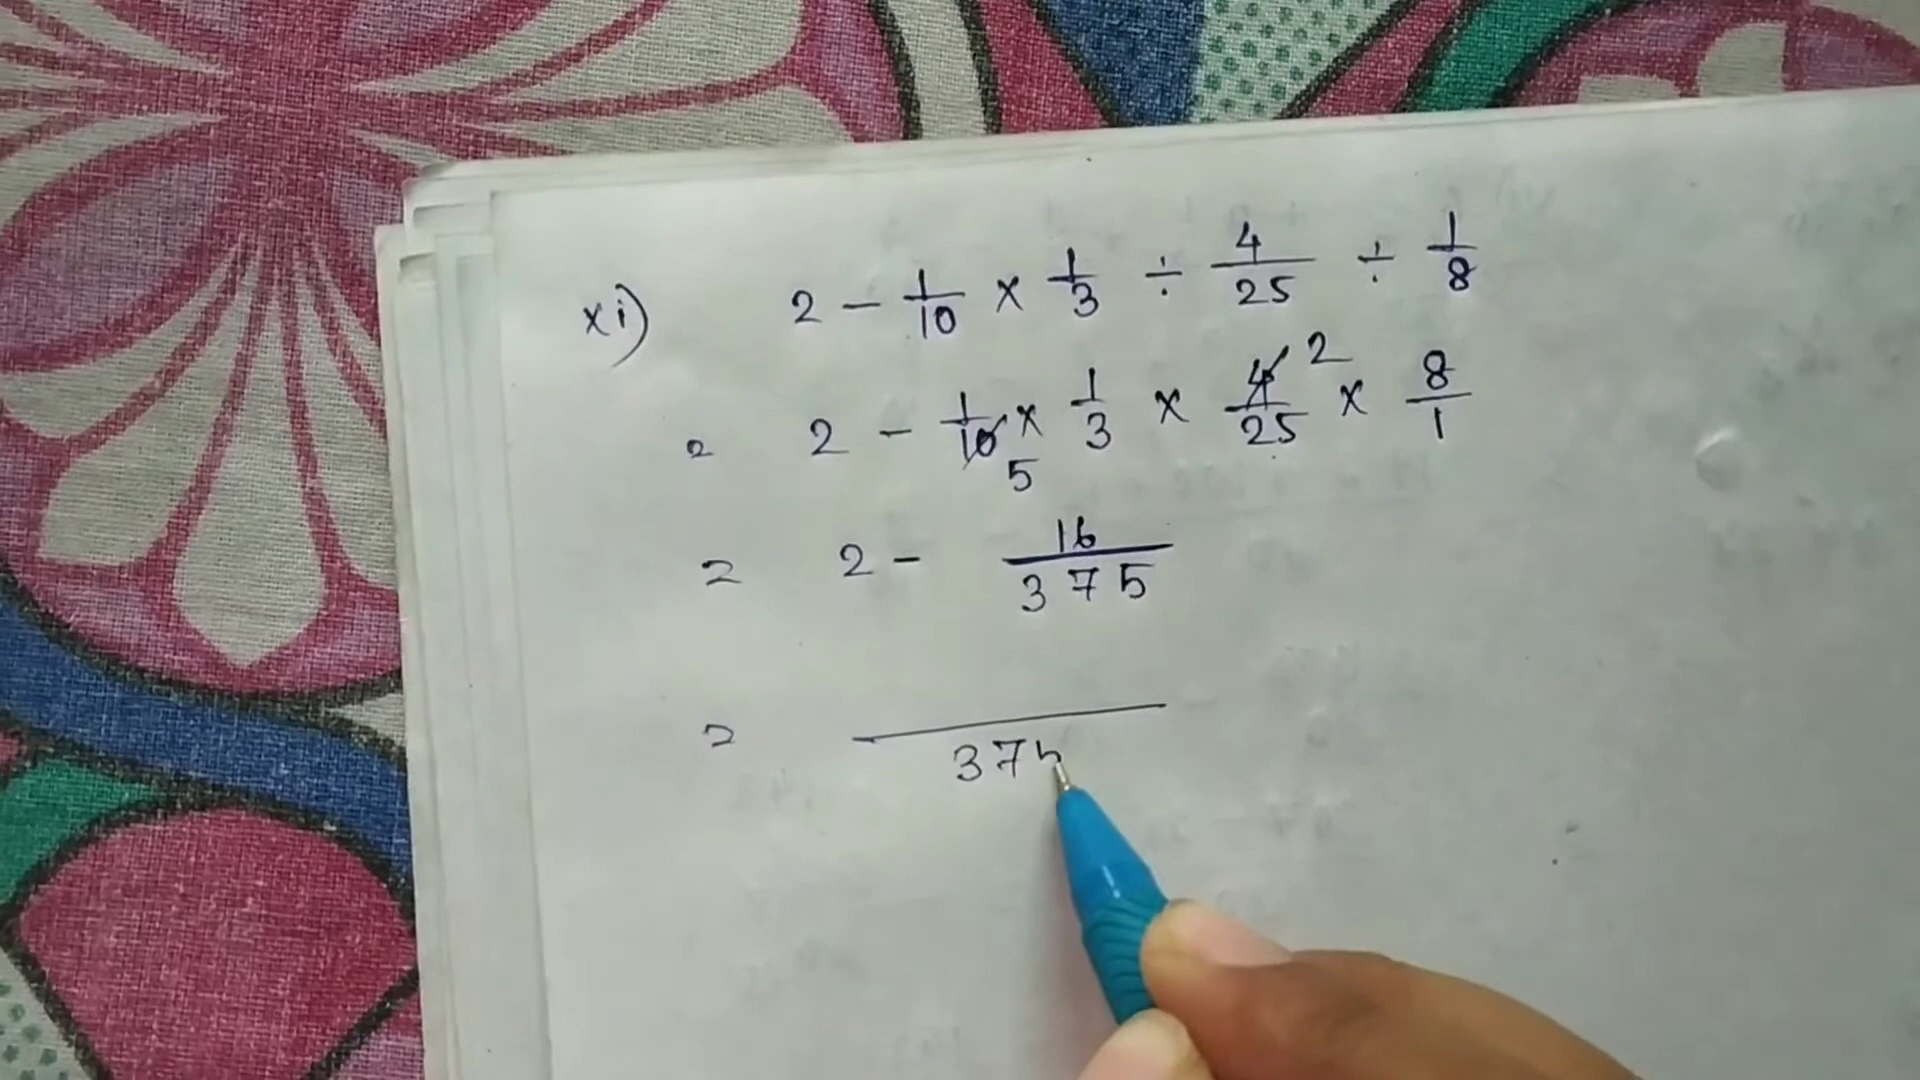 xi) 2 - 1/10 x 1/3 ÷ 4/25 ÷ 1/8
= 2 - 1/10 x 1/3 x 4/25 x 8/1 2 5
= 2 - 16/375
= /375